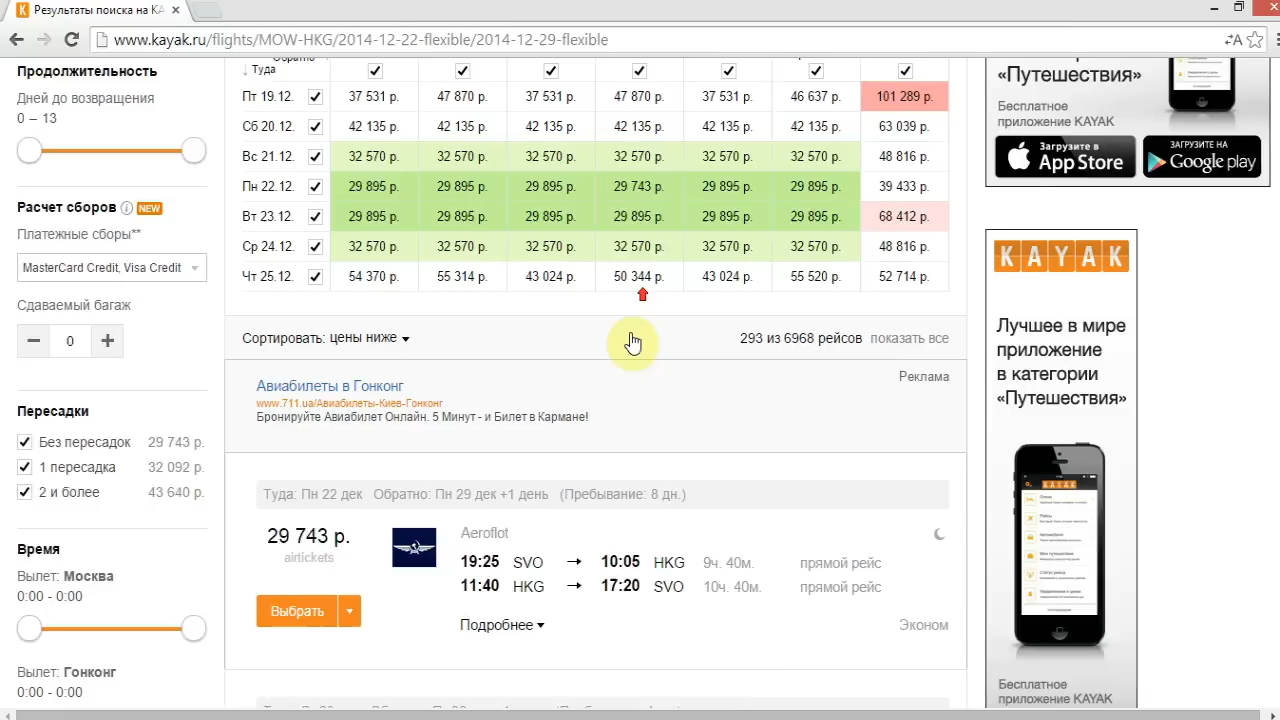 Результаты поиска на КА
www.kayak.ru/flights/MOW-HKG/2014-12-22-flexible/2014-12-29-flexible
Продолжительность
Дней до возвращения
0 – 13
Расчет сборов NEW
Платежные сборы**
MasterCard Credit, Visa Credit
Сдаваемый багаж
0
Пересадки
Без пересадок 29 743 р.
1 пересадка 32 092 р.
2 и более 43 640 р.
Время
Вылет: Москва
0:00 - 0:00
Вылет: Гонконг
0:00 - 0:00
Обратно
Туда
Пт 19.12. 37 531 р. 47 870 р. 37 531 р. 47 870 р. 37 531 р. 46 637 р. 101 289 р.
Сб 20.12. 42 135 р. 42 135 р. 42 135 р. 42 135 р. 42 135 р. 42 135 р. 63 039 р.
Вс 21.12. 32 570 р. 32 570 р. 32 570 р. 32 570 р. 32 570 р. 32 570 р. 48 816 р.
Пн 22.12. 29 895 р. 29 895 р. 29 895 р. 29 743 р. 29 895 р. 29 895 р. 39 433 р.
Вт 23.12. 29 895 р. 29 895 р. 29 895 р. 29 895 р. 29 895 р. 29 895 р. 68 412 р.
Ср 24.12. 32 570 р. 32 570 р. 32 570 р. 32 570 р. 32 570 р. 32 570 р. 48 816 р.
Чт 25.12. 54 370 р. 55 314 р. 43 024 р. 50 344 р. 43 024 р. 55 520 р. 52 714 р.
Сортировать: цены ниже 293 из 6968 рейсов показать все
Реклама
Авиабилеты в Гонконг
www.711.ua/Авиабилеты-Киев-Гонконг
Бронируйте Авиабилет Онлайн. 5 Минут - и Билет в Кармане!
Туда: Пн 22 дек Обратно: Пн 29 дек +1 день (Пребывание: 8 дн.)
29 743 р.
airtickets
Выбрать
Aeroflot
19:25 SVO → 10:05 HKG 9ч. 40м. прямой рейс
11:40 HKG → 17:20 SVO 10ч. 40м. прямой рейс
Подробнее
Эконом
«Путешествия»
Бесплатное
приложение KAYAK
Загрузите в
App Store
ЗАГРУЗИТЕ НА
Google play
KAYAK
Лучшее в мире
приложение
в категории
«Путешествия»
KAYAK
Бесплатное
приложение KAYAK